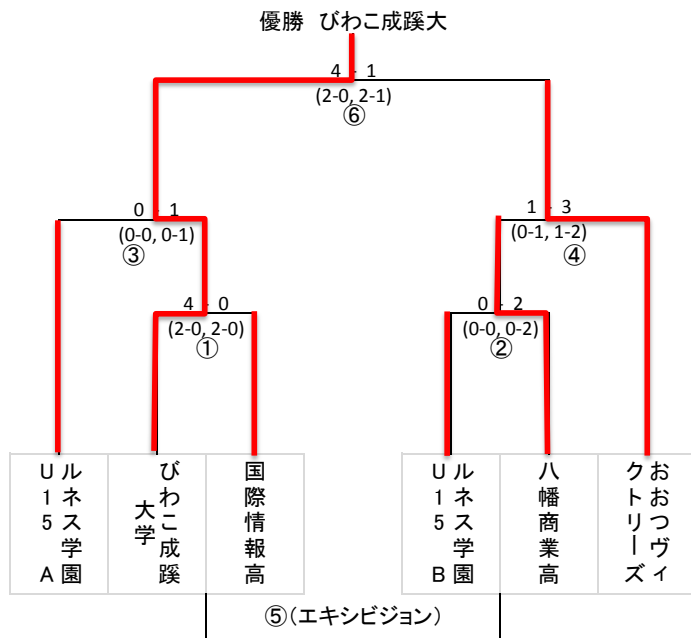 優勝 びわこ成蹊大
4 - 1
(2-0, 2-1)
⑥
0 - 1
(0-0, 0-1)
③
1 - 3
(0-1, 1-2)
④
4 - 0
(2-0, 2-0)
①
0 - 2
(0-0, 0-2)
②
ルネス学園
U15 A
びわこ成蹊
大学
国際情報高
ルネス学園
U15 B
八幡商業高
おおつヴィ
クトリーズ
⑤(エキシビジョン)